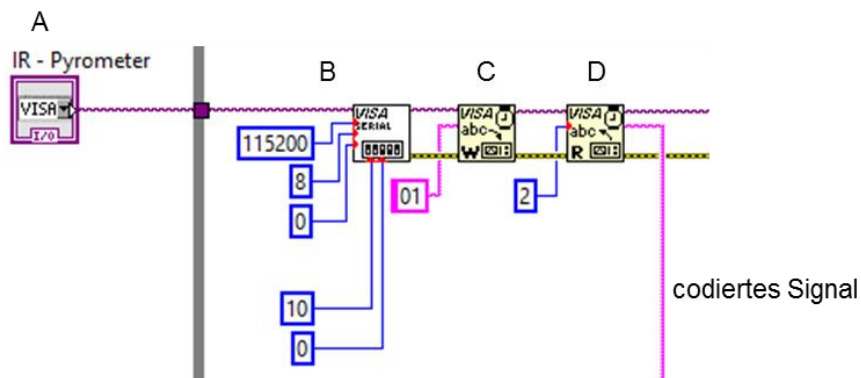 A
IR - Pyrometer
B
C
D
VISA
I/O
VISA
SERIAL
VISA
abc
W
VISA
abc
R
115200
8
0
01
2
10
0
codiertes Signal